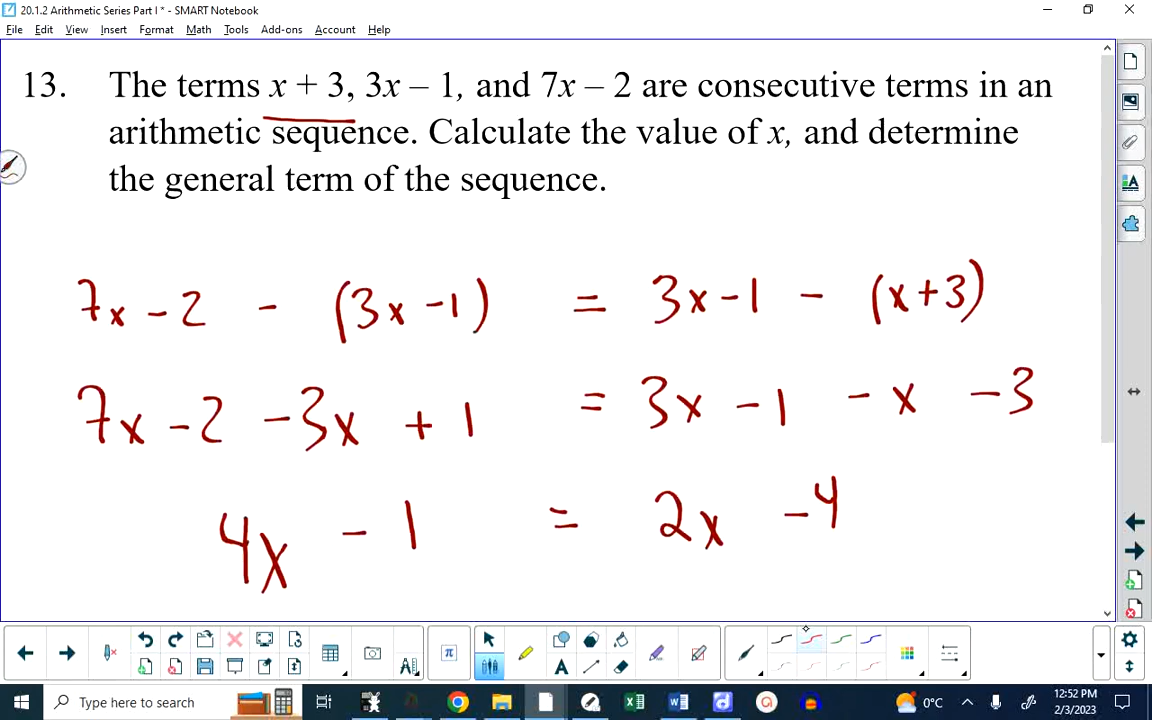 20.1.2 Arithmetic Series Part I * - SMART Notebook
File Edit View Insert Format Math Tools Add-ons Account Help
13. The terms x + 3, 3x – 1, and 7x – 2 are consecutive terms in an
arithmetic sequence. Calculate the value of x, and determine
the general term of the sequence.
7x - 2 - (3x - 1) = 3x - 1 - (x + 3)
7x - 2 - 3x + 1 = 3x - 1 - x - 3
4x - 1 = 2x - 4
Type here to search
0°C
12:52 PM
2/3/2023